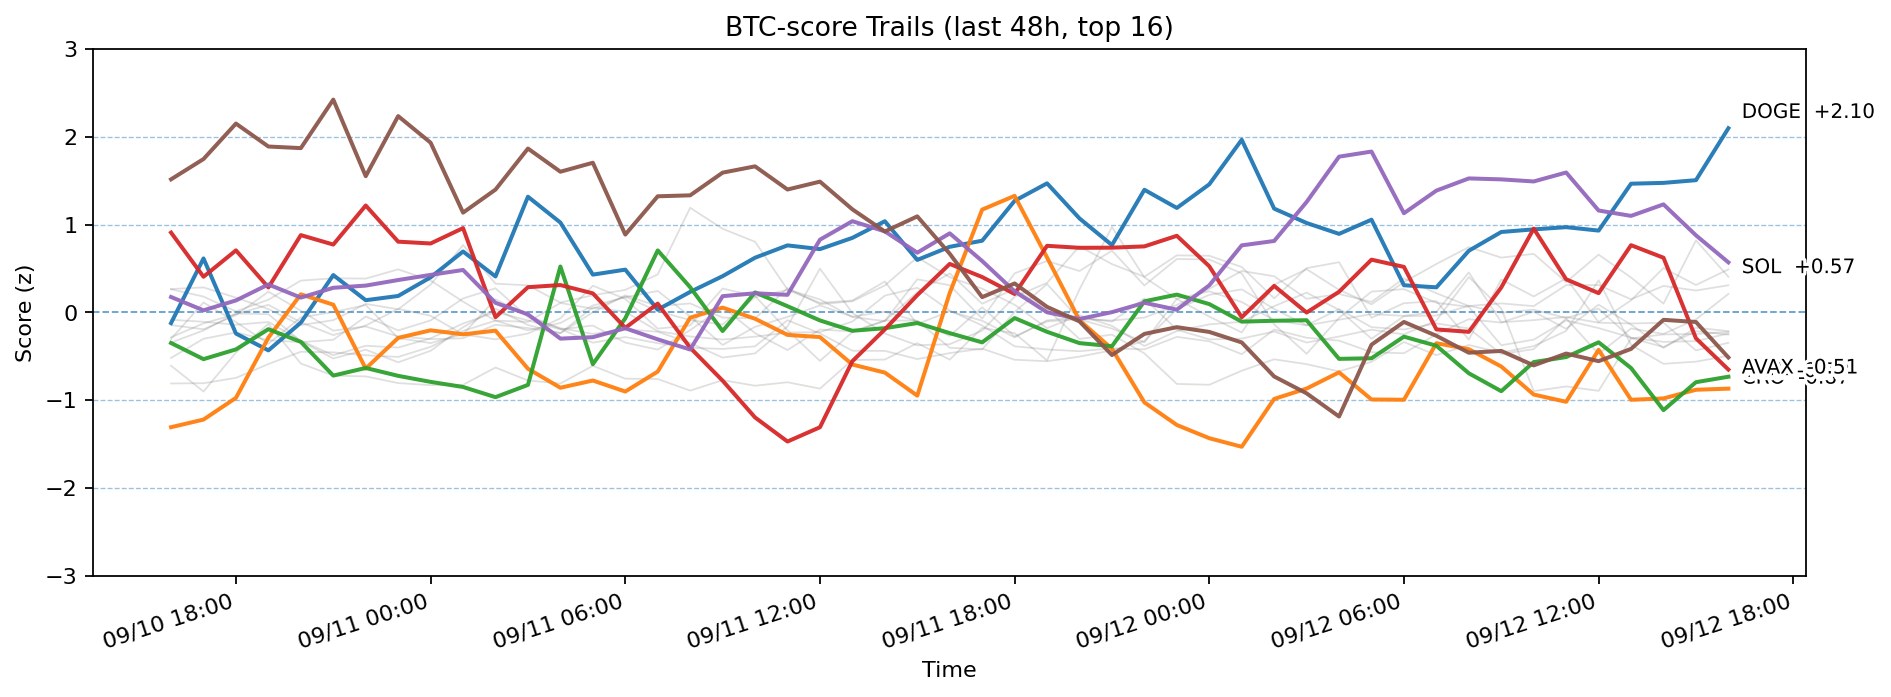 BTC-score Trails (last 48h, top 16)
3
2
1
0
−1
−2
−3
Score (z)
DOGE +2.10
SOL +0.57
AVAX -0.51
09/10 18:00
09/11 00:00
09/11 06:00
09/11 12:00
09/11 18:00
09/12 00:00
09/12 06:00
09/12 12:00
09/12 18:00
Time